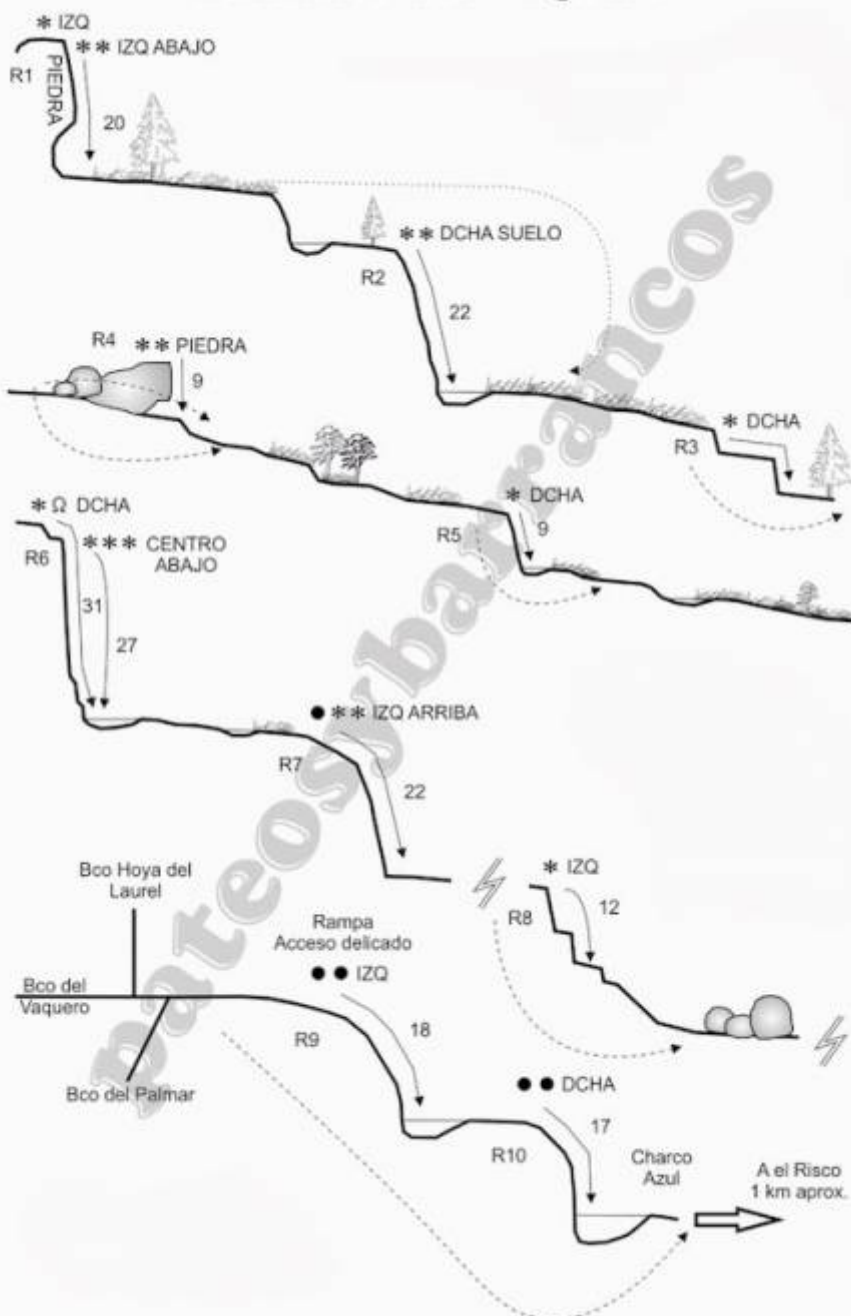 * IZQ
** IZQ ABAJO
R1
PIEDRA
20
** DCHA SUELO
R2
22
R4
** PIEDRA
9
* DCHA
R3
* DCHA
R5
9
* Ω DCHA
*** CENTRO
ABAJO
R6
31
27
● ** IZQ ARRIBA
R7
22
Bco Hoya del
Laurel
* IZQ
R8
12
Rampa
Acceso delicado
●● IZQ
Bco del
Vaquero
R9
18
Bco del Palmar
●● DCHA
R10
17
Charco
Azul
A el Risco
1 km aprox.
pateosybarrancos